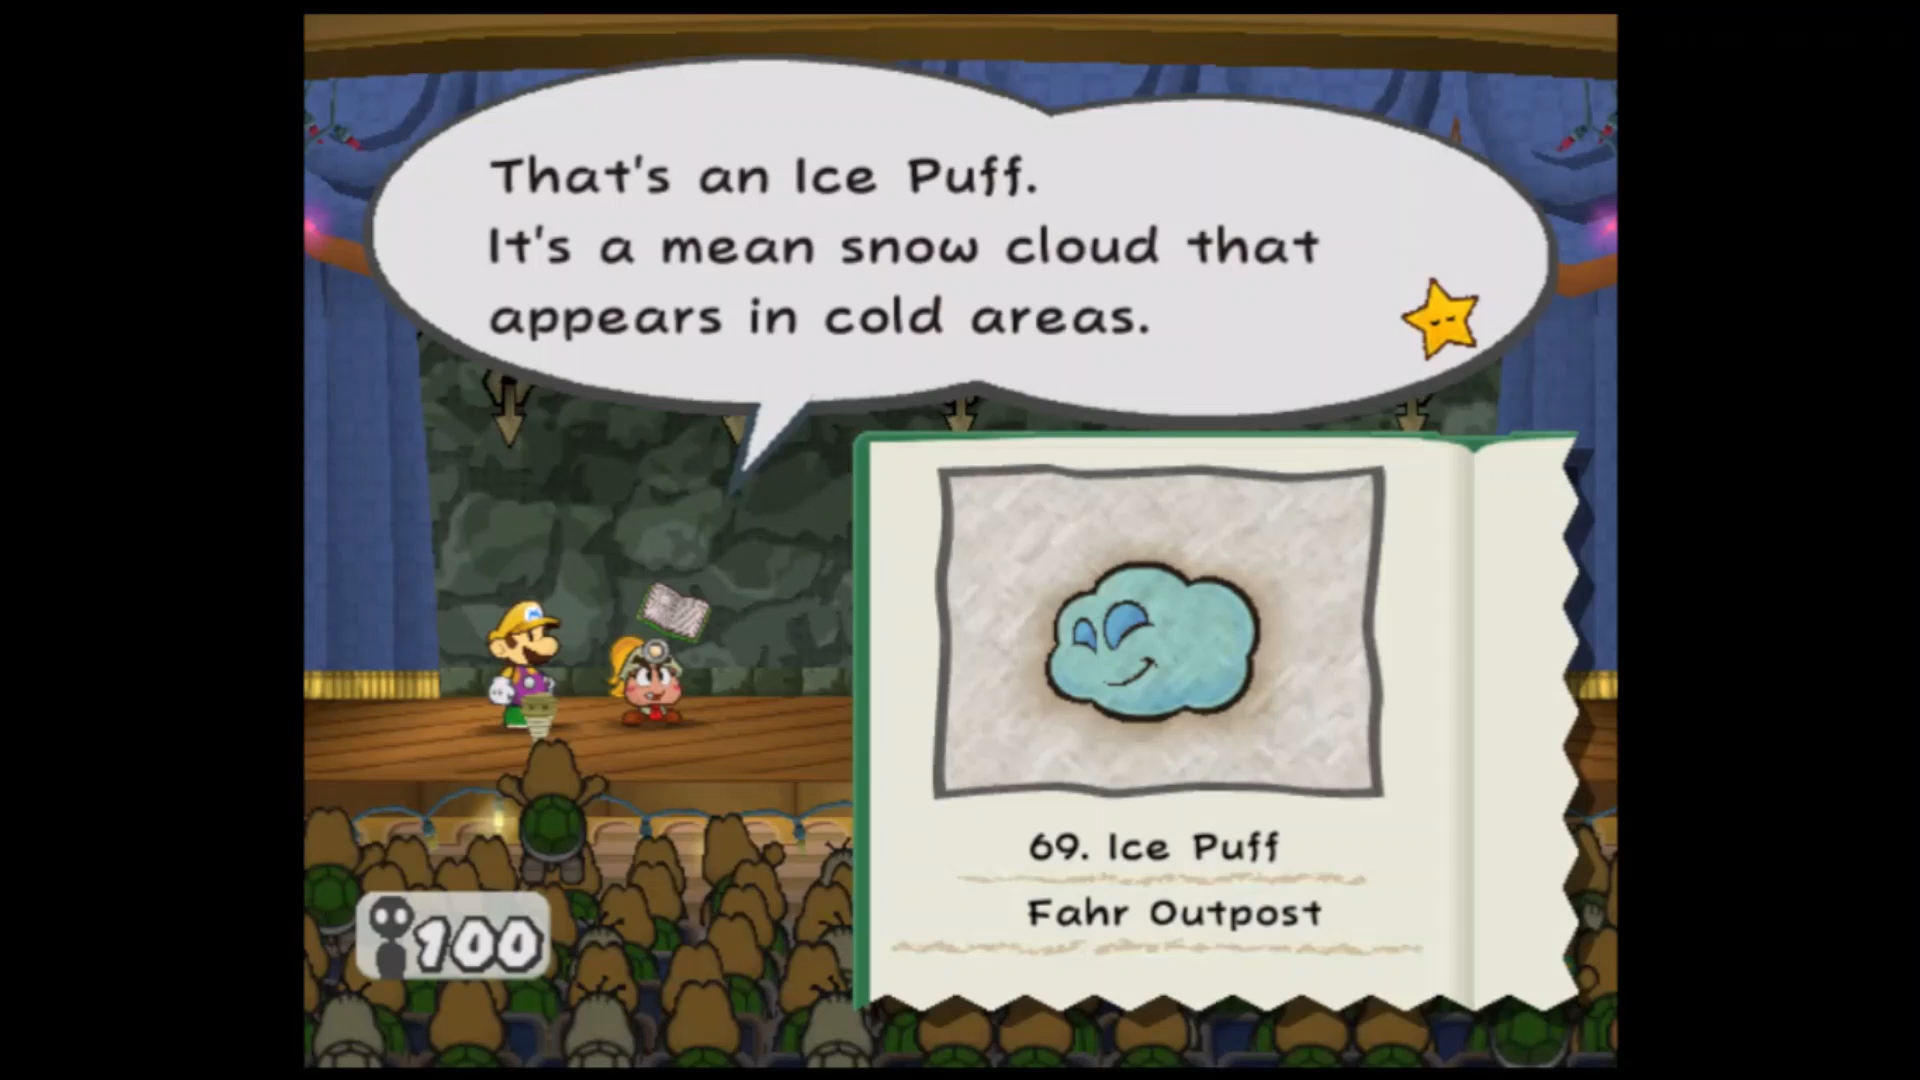 That's an Ice Puff.
It's a mean snow cloud that
appears in cold areas.
69. Ice Puff
Fahr Outpost
100